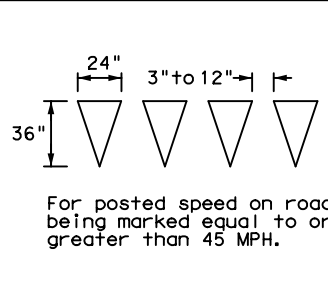 24"
3"to 12"
36"
For posted speed on road
being marked equal to or
greater than 45 MPH.